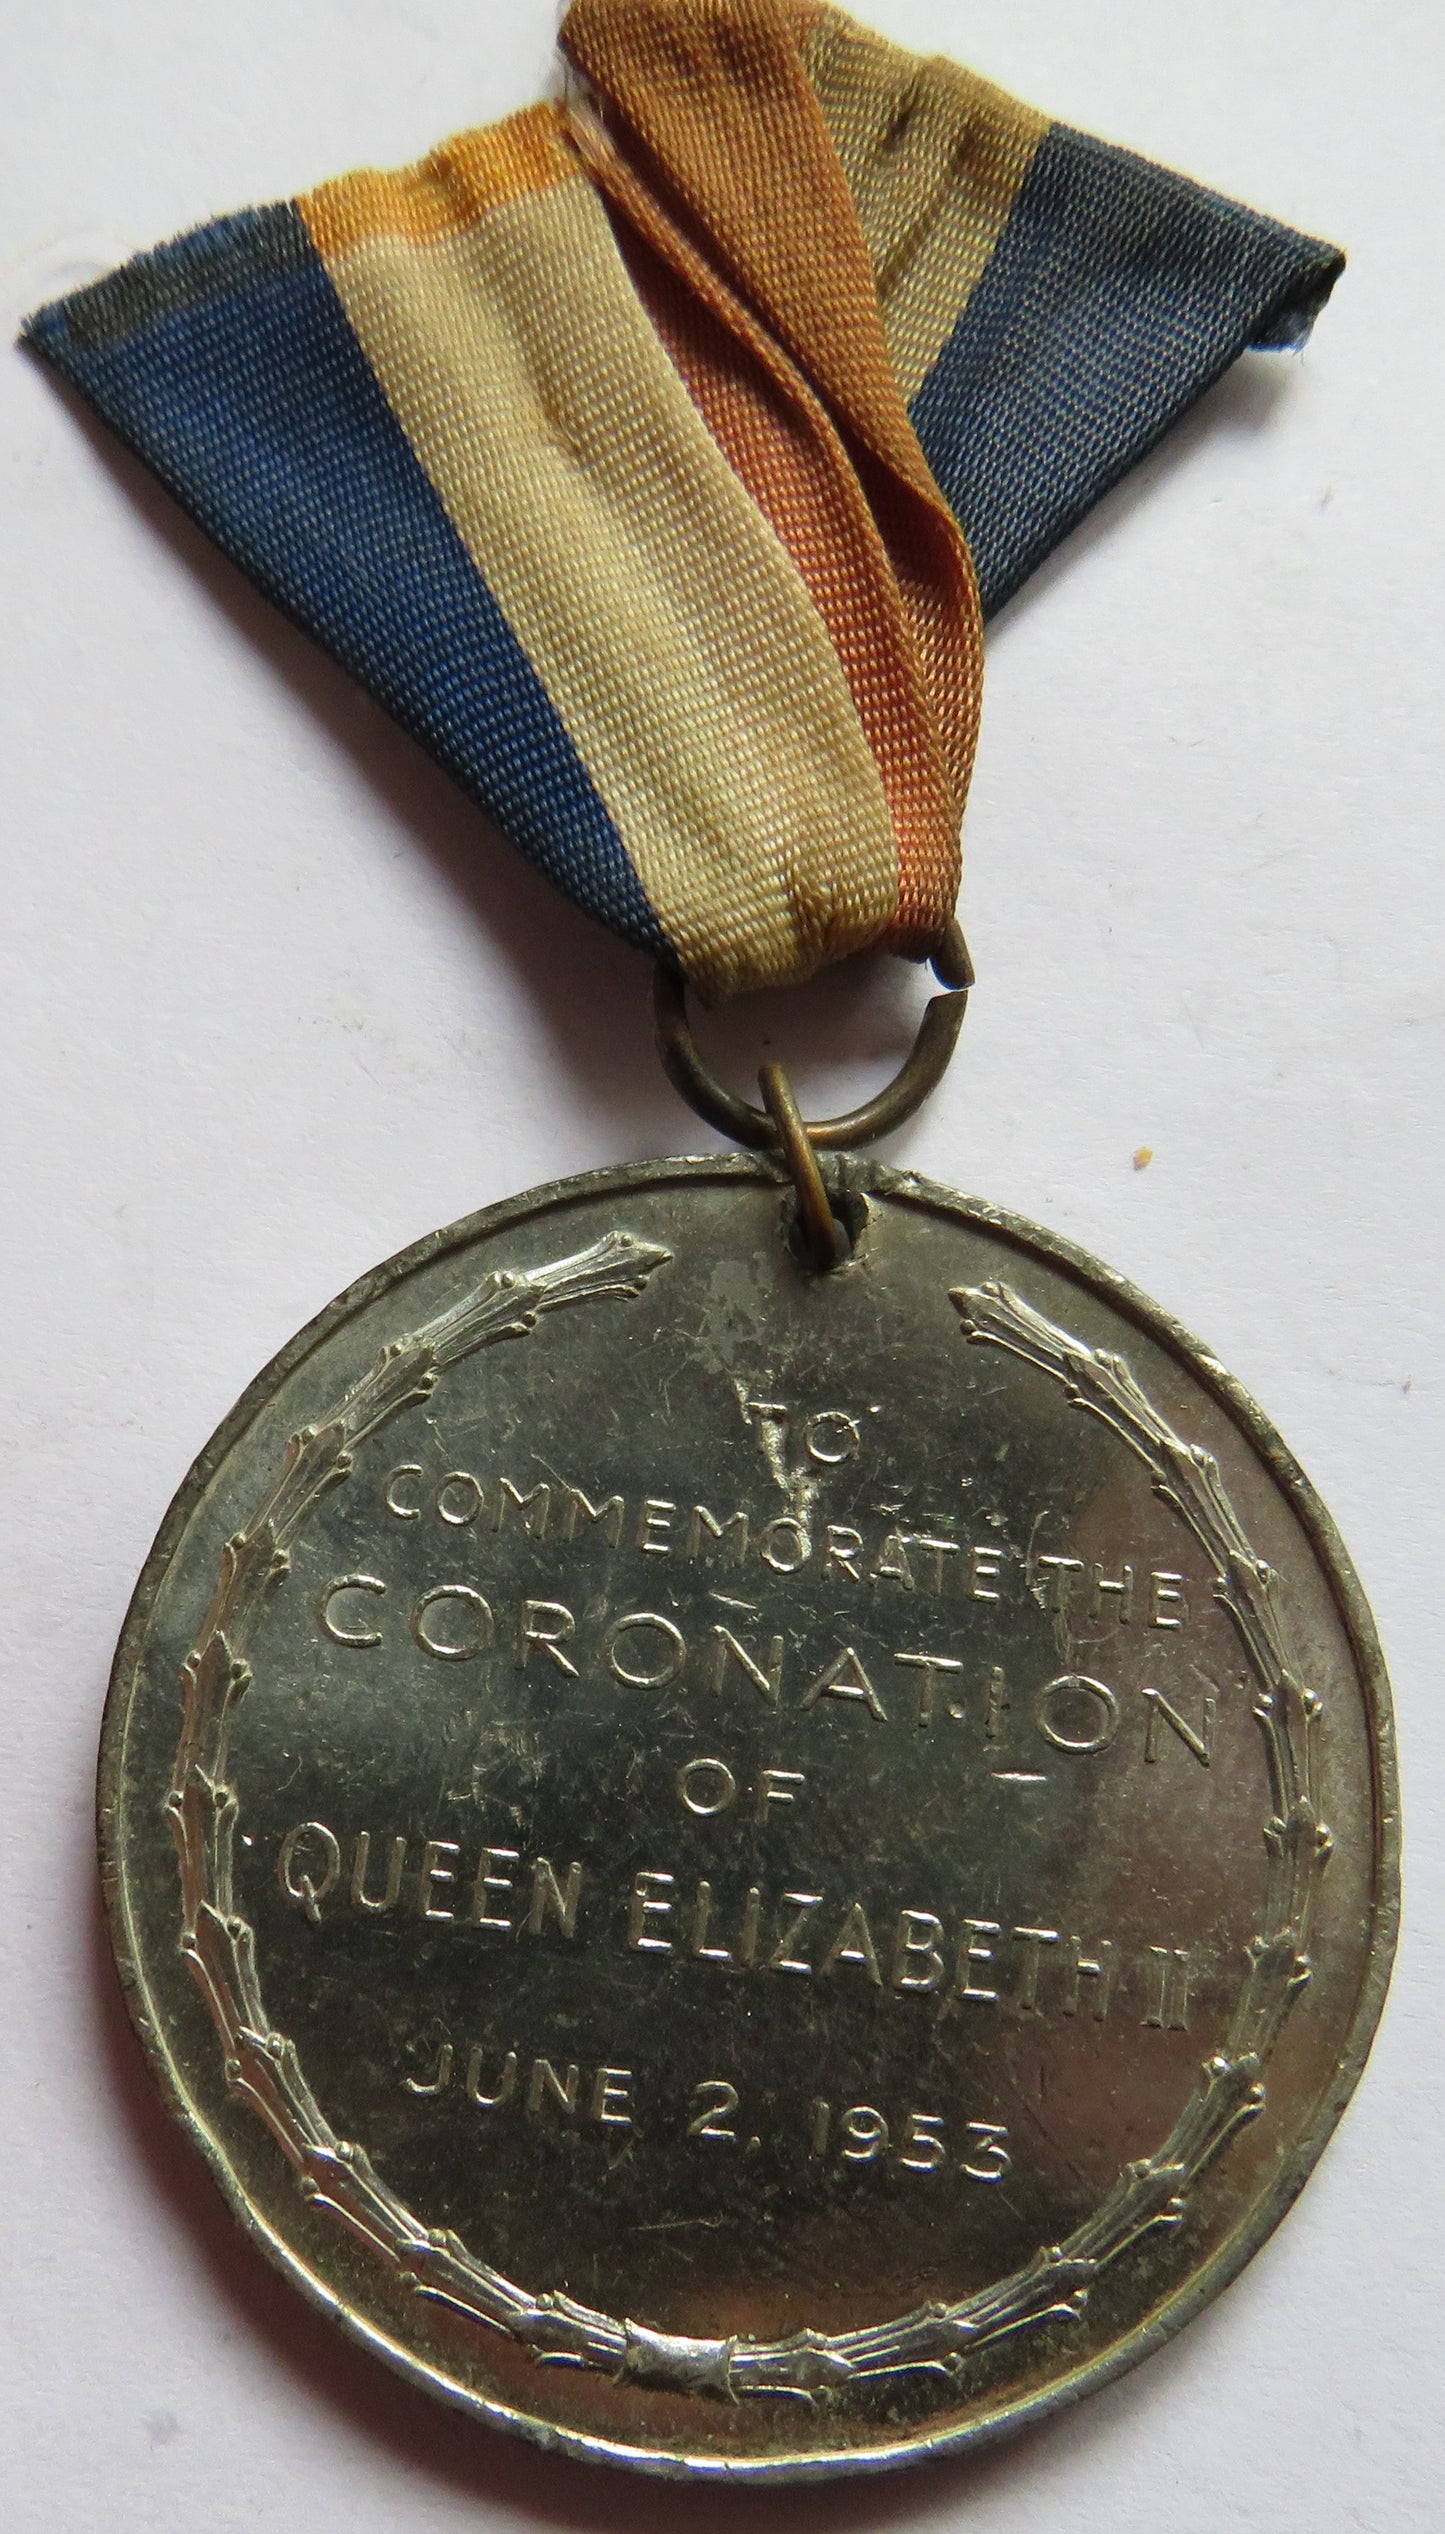 TO
COMMEMORATE THE
CORONATION
OF
QUEEN ELIZABETH II
JUNE 2, 1953